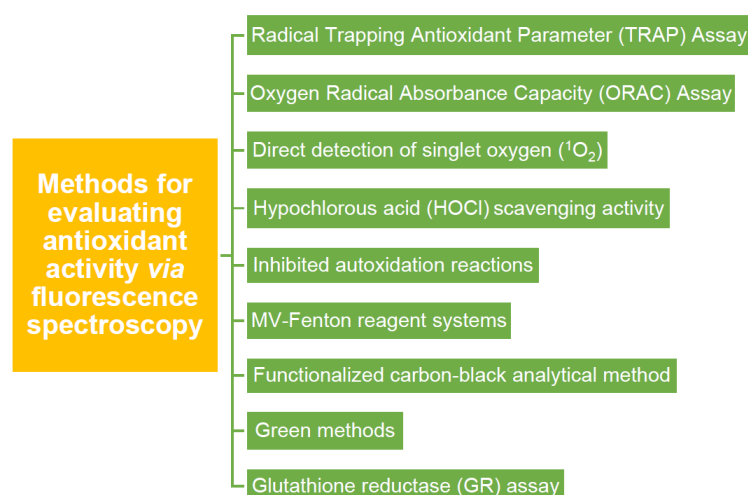 Methods for
evaluating
antioxidant
activity via
fluorescence
spectroscopy
Radical Trapping Antioxidant Parameter (TRAP) Assay
Oxygen Radical Absorbance Capacity (ORAC) Assay
Direct detection of singlet oxygen (¹O₂)
Hypochlorous acid (HOCl) scavenging activity
Inhibited autoxidation reactions
MV-Fenton reagent systems
Functionalized carbon-black analytical method
Green methods
Glutathione reductase (GR) assay